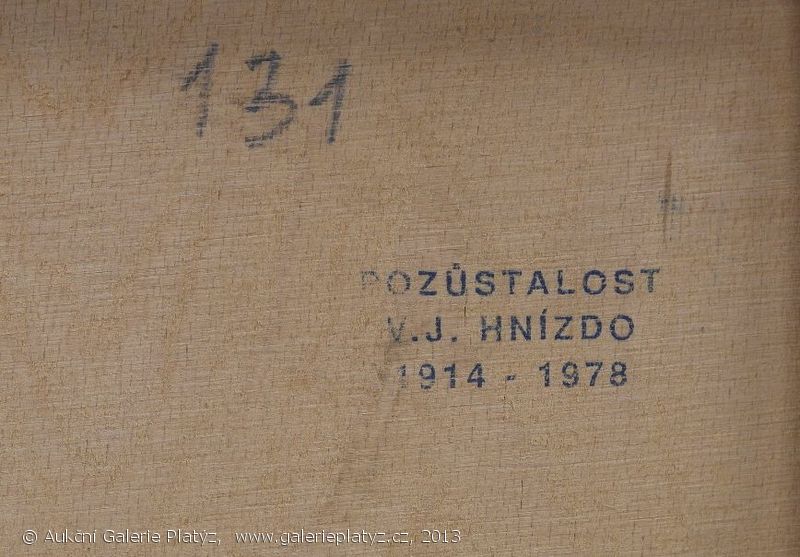 131
POZŮSTALOST
V.J. HNÍZDO
1914 - 1978
© Aukční Galerie Platýz, www.galerieplatyz.cz, 2013